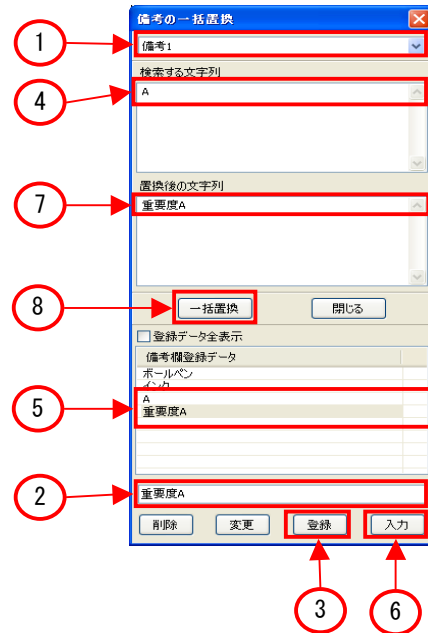 備考の一括置換
1
備考1
検索する文字列
4
A
置換後の文字列
7
重要度A
8
一括置換
閉じる
登録データ全表示
備考欄登録データ
ボールペン
インク
A
5
重要度A
2
重要度A
削除
変更
登録
入力
3
6